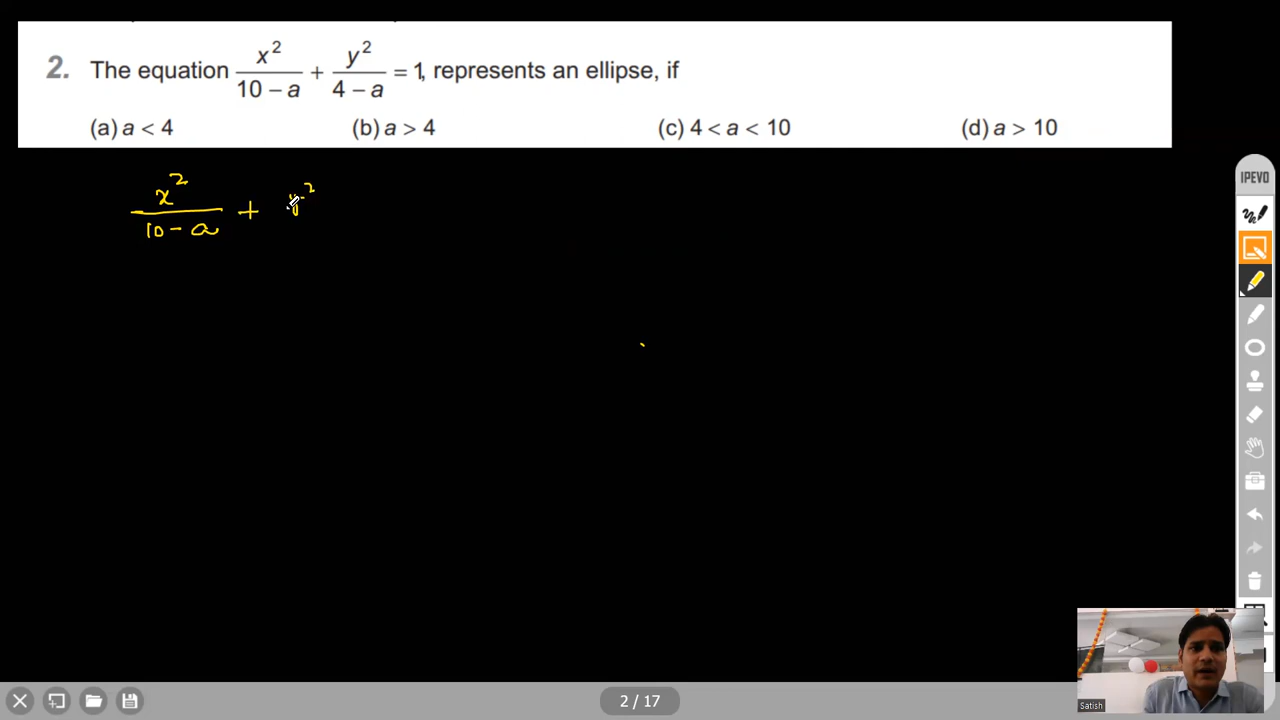 2. The equation x²/(10 – a) + y²/(4 – a) = 1, represents an ellipse, if
(a) a < 4 (b) a > 4 (c) 4 < a < 10 (d) a > 10
x²/(10 – a) + y²
IPEVO
Satish
2 / 17